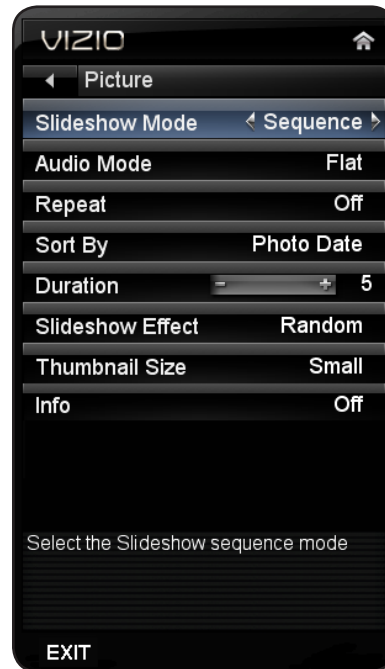 VIZIO
Picture
Slideshow Mode Sequence
Audio Mode Flat
Repeat Off
Sort By Photo Date
Duration - + 5
Slideshow Effect Random
Thumbnail Size Small
Info Off
Select the Slideshow sequence mode
EXIT